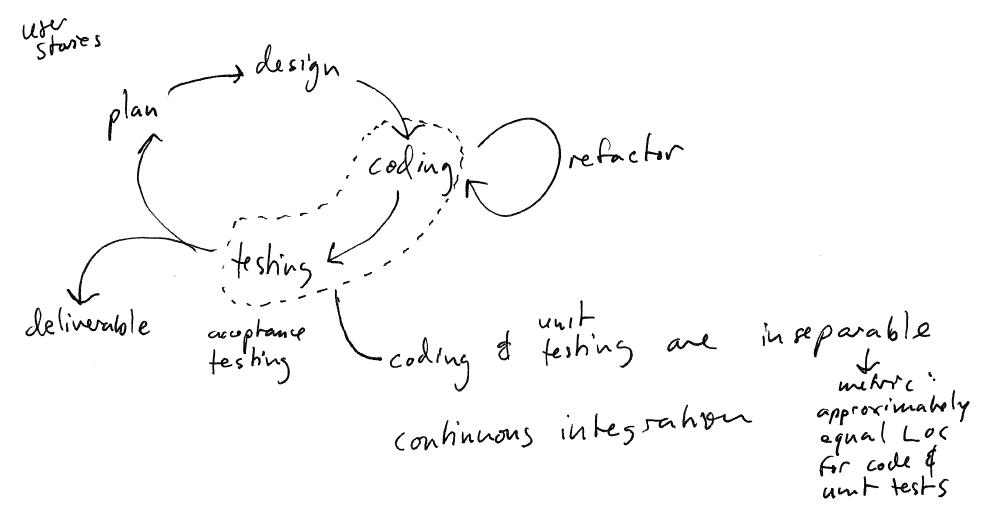 user
stories
design
plan
coding
refactor
testing
deliverable
acceptance
testing
coding & unit testing are inseparable
metric:
approximately
equal LOC
for code &
unit tests
continuous integration